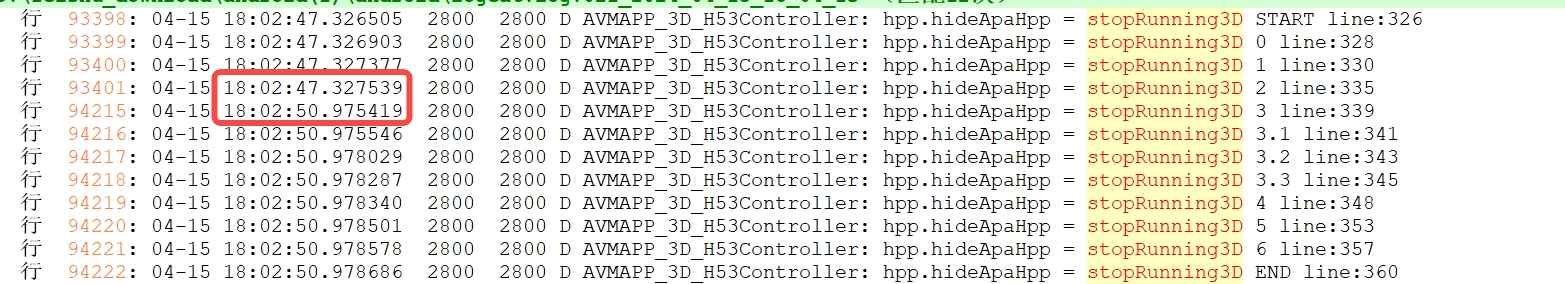 行 93398: 04-15 18:02:47.326505 2800 2800 D AVMAPP_3D_H53Controller: hpp.hideApaHpp = stopRunning3D START line:326
行 93399: 04-15 18:02:47.326903 2800 2800 D AVMAPP_3D_H53Controller: hpp.hideApaHpp = stopRunning3D 0 line:328
行 93400: 04-15 18:02:47.327377 2800 2800 D AVMAPP_3D_H53Controller: hpp.hideApaHpp = stopRunning3D 1 line:330
行 93401: 04-15 18:02:47.327539 2800 2800 D AVMAPP_3D_H53Controller: hpp.hideApaHpp = stopRunning3D 2 line:335
行 94215: 04-15 18:02:50.975419 2800 2800 D AVMAPP_3D_H53Controller: hpp.hideApaHpp = stopRunning3D 3 line:339
行 94216: 04-15 18:02:50.975546 2800 2800 D AVMAPP_3D_H53Controller: hpp.hideApaHpp = stopRunning3D 3.1 line:341
行 94217: 04-15 18:02:50.978029 2800 2800 D AVMAPP_3D_H53Controller: hpp.hideApaHpp = stopRunning3D 3.2 line:343
行 94218: 04-15 18:02:50.978287 2800 2800 D AVMAPP_3D_H53Controller: hpp.hideApaHpp = stopRunning3D 3.3 line:345
行 94219: 04-15 18:02:50.978340 2800 2800 D AVMAPP_3D_H53Controller: hpp.hideApaHpp = stopRunning3D 4 line:348
行 94220: 04-15 18:02:50.978501 2800 2800 D AVMAPP_3D_H53Controller: hpp.hideApaHpp = stopRunning3D 5 line:353
行 94221: 04-15 18:02:50.978578 2800 2800 D AVMAPP_3D_H53Controller: hpp.hideApaHpp = stopRunning3D 6 line:357
行 94222: 04-15 18:02:50.978686 2800 2800 D AVMAPP_3D_H53Controller: hpp.hideApaHpp = stopRunning3D END line:360